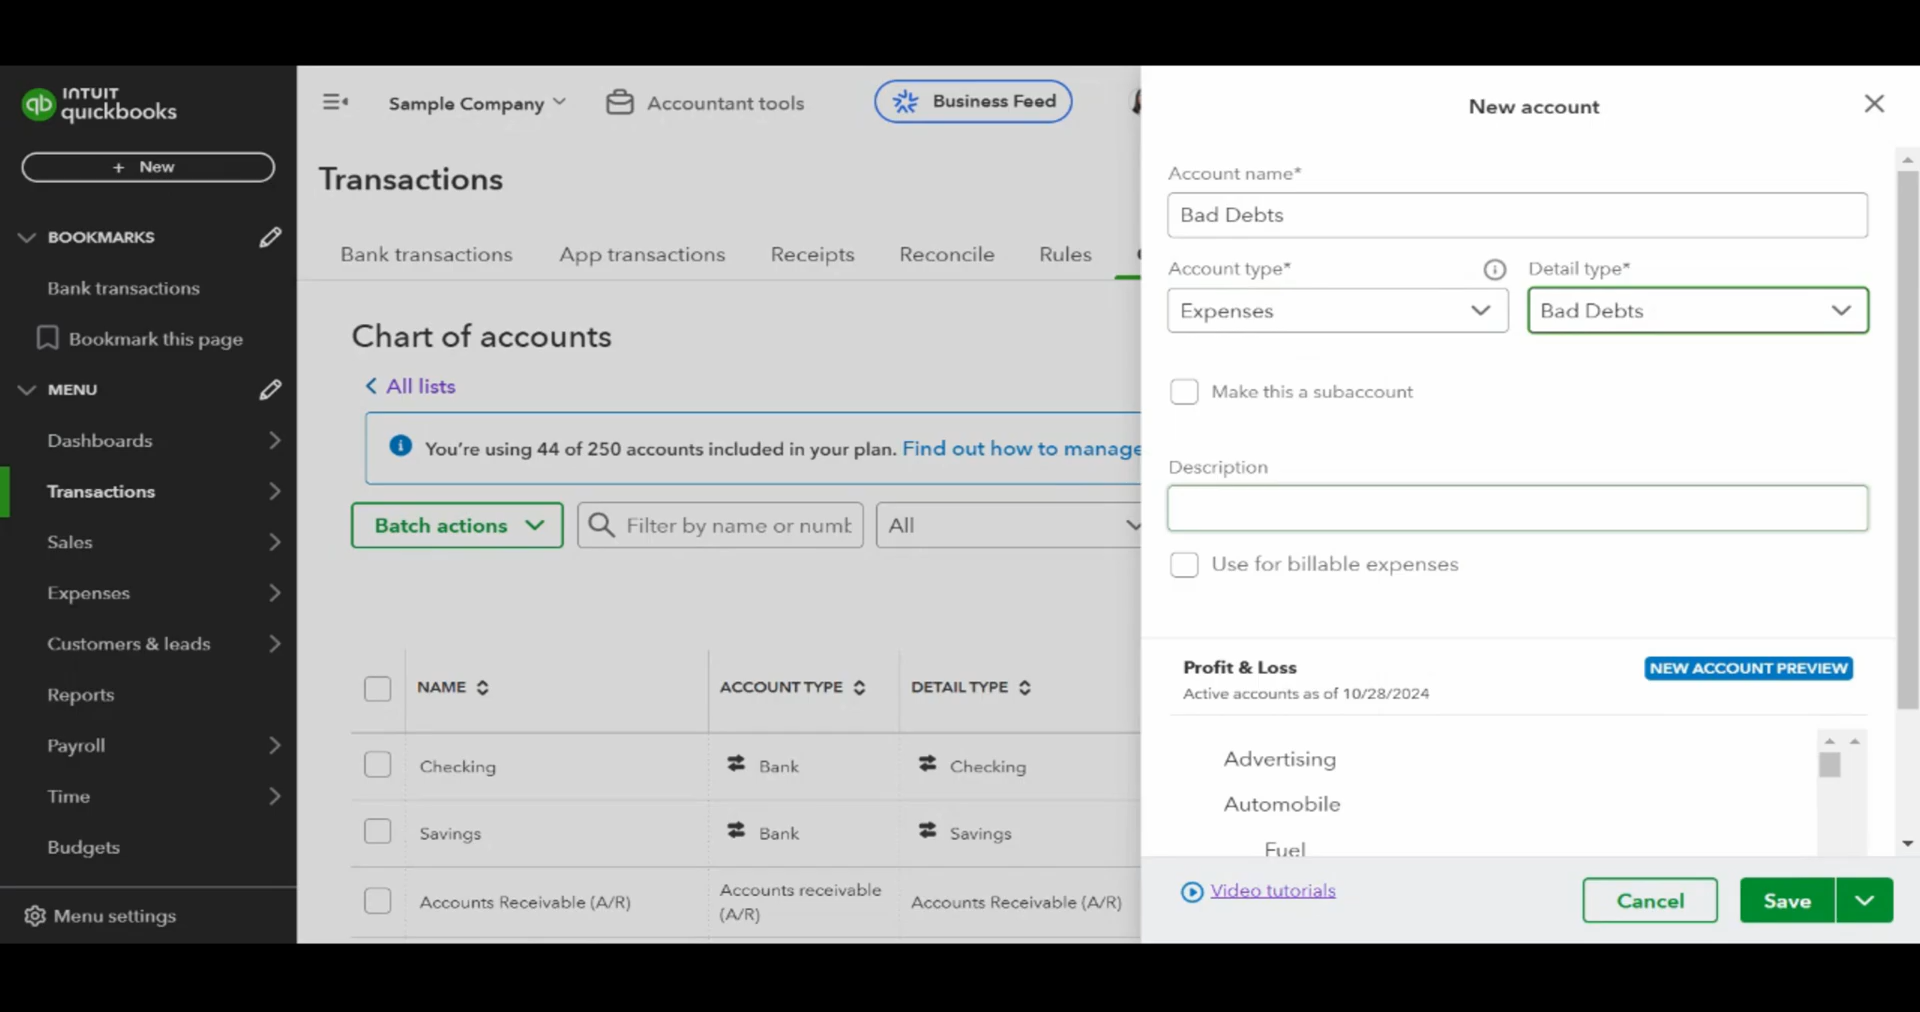 INTUIT
quickbooks
+ New
BOOKMARKS
Bank transactions
Bookmark this page
MENU
Dashboards
Transactions
Sales
Expenses
Customers & leads
Reports
Payroll
Time
Budgets
Menu settings
Sample Company
Accountant tools
Business Feed
Transactions
Bank transactions
App transactions
Receipts
Reconcile
Rules
Chart of accounts
All lists
You're using 44 of 250 accounts included in your plan. Find out how to manage
Batch actions
Filter by name or numb
All
NAME
ACCOUNT TYPE
DETAIL TYPE
Checking
Bank
Checking
Savings
Bank
Savings
Accounts Receivable (A/R)
Accounts receivable
(A/R)
Accounts Receivable (A/R)
New account
Account name*
Bad Debts
Account type*
Detail type*
Expenses
Bad Debts
Make this a subaccount
Description
Use for billable expenses
Profit & Loss
NEW ACCOUNT PREVIEW
Active accounts as of 10/28/2024
Advertising
Automobile
Fuel
Video tutorials
Cancel
Save